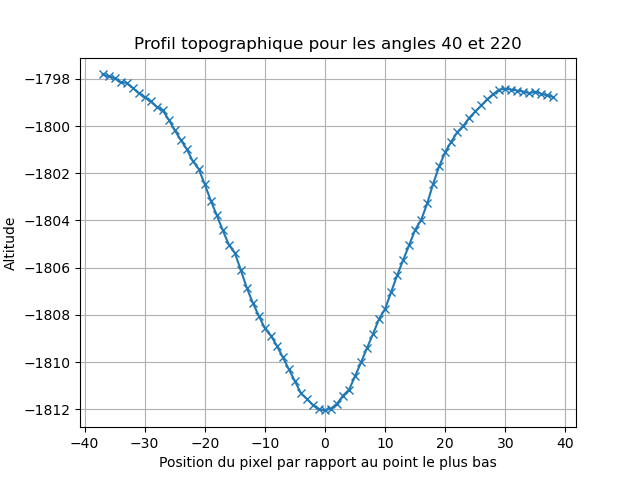 Profil topographique pour les angles 40 et 220
−1798
−1800
−1802
−1804
−1806
−1808
−1810
−1812
Altitude
−40 −30 −20 −10 0 10 20 30 40
Position du pixel par rapport au point le plus bas